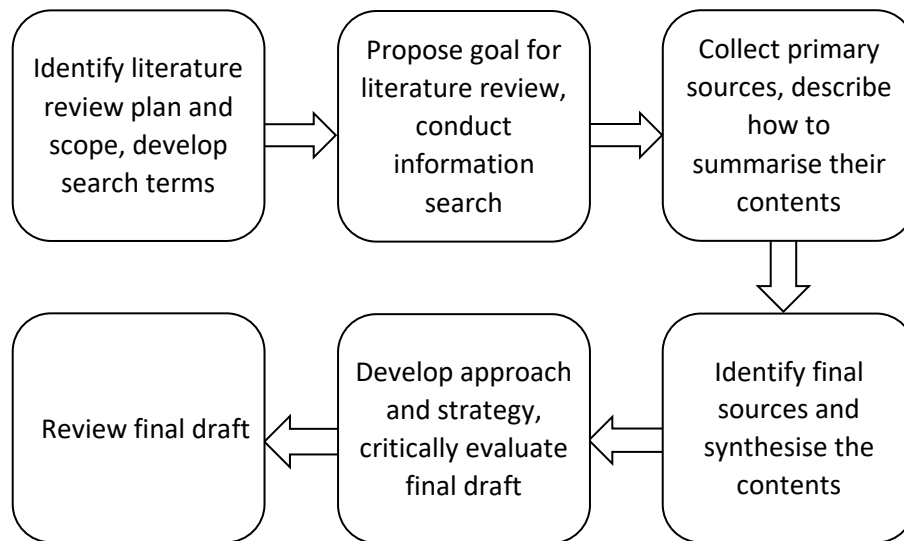 Identify literature
review plan and
scope, develop
search terms
Propose goal for
literature review,
conduct
information
search
Collect primary
sources, describe
how to
summarise their
contents
Identify final
sources and
synthesise the
contents
Develop approach
and strategy,
critically evaluate
final draft
Review final draft